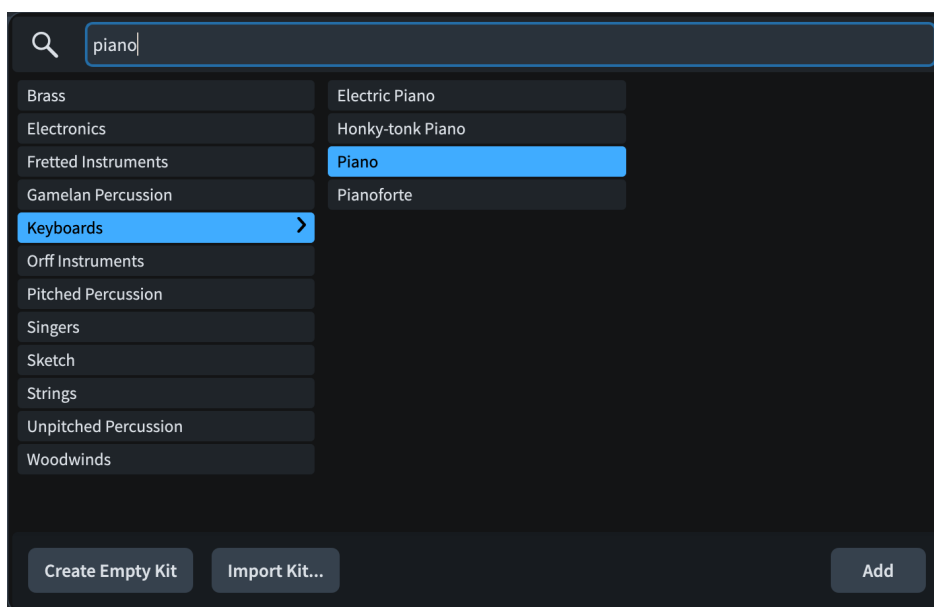 piano
Brass
Electronics
Fretted Instruments
Gamelan Percussion
Keyboards
Orff Instruments
Pitched Percussion
Singers
Sketch
Strings
Unpitched Percussion
Woodwinds
Electric Piano
Honky-tonk Piano
Piano
Pianoforte
Create Empty Kit
Import Kit...
Add